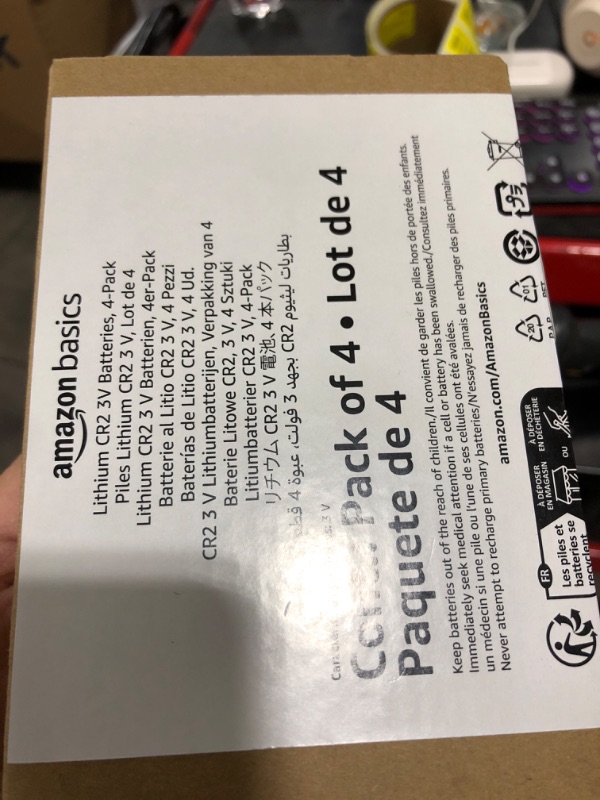 amazon basics
Lithium CR2 3V Batteries, 4-Pack
Piles Lithium CR2 3 V, Lot de 4
Lithium CR2 3 V Batterien, 4er-Pack
Batterie al Litio CR2 3 V, 4 Pezzi
Baterías de Litio CR2 3 V, 4 Ud.
CR2 3 V Lithiumbatterijen, Verpakking van 4
Baterie Litowe CR2, 3 V, 4 Sztuki
Litiumbatterier CR2 3 V, 4-Pack
リチウム CR2 3 V 電池、4 本パック
بطاريات ليثيوم CR2 بجهد 3 فولت، عبوة 4
3 V
Pack of 4 • Lot de 4
Paquete de 4
Keep batteries out of the reach of children./Il convient de garder les piles hors de portée des enfants.
Immediately seek medical attention if a cell or battery has been swallowed./Consultez immédiatement
un médecin si une pile ou l'une de ses cellules ont été avalées.
Never attempt to recharge primary batteries/N'essayez jamais de recharger des piles primaires.
amazon.com/AmazonBasics
FR
Les piles et
batteries se
recyclent
À DÉPOSER
EN MAGASIN
OU
À DÉPOSER
EN DÉCHÈTERIE
20
PAP
01
PET